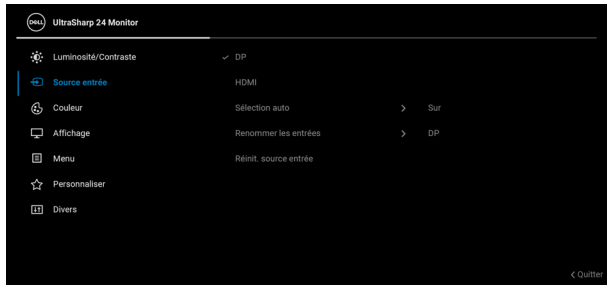 DELL UltraSharp 24 Monitor
Luminosité/Contraste DP
Source entrée HDMI
Couleur Sélection auto Sur
Affichage Renommer les entrées DP
Menu Réinit. source entrée
Personnaliser
Divers
Quitter